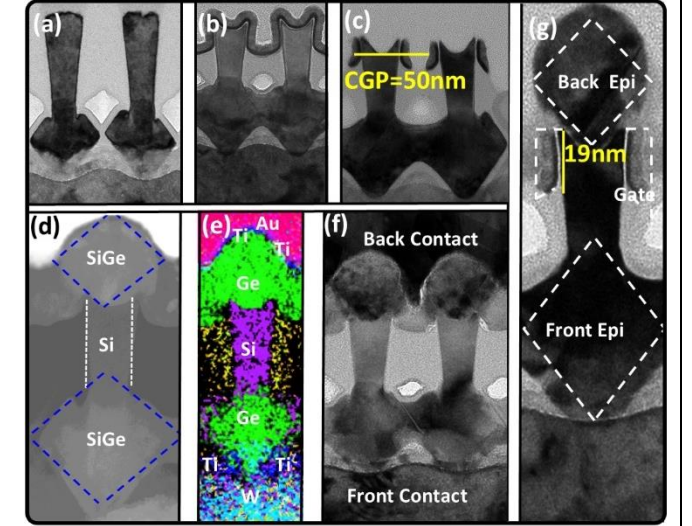 (a)
(b)
(c)
CGP=50nm
(g)
Back Epi
19nm
Gate
Front Epi
(d)
SiGe
Si
SiGe
(e)
Au
Ti
Ti
Ge
Si
Ge
Ti
Ti
W
(f)
Back Contact
Front Contact